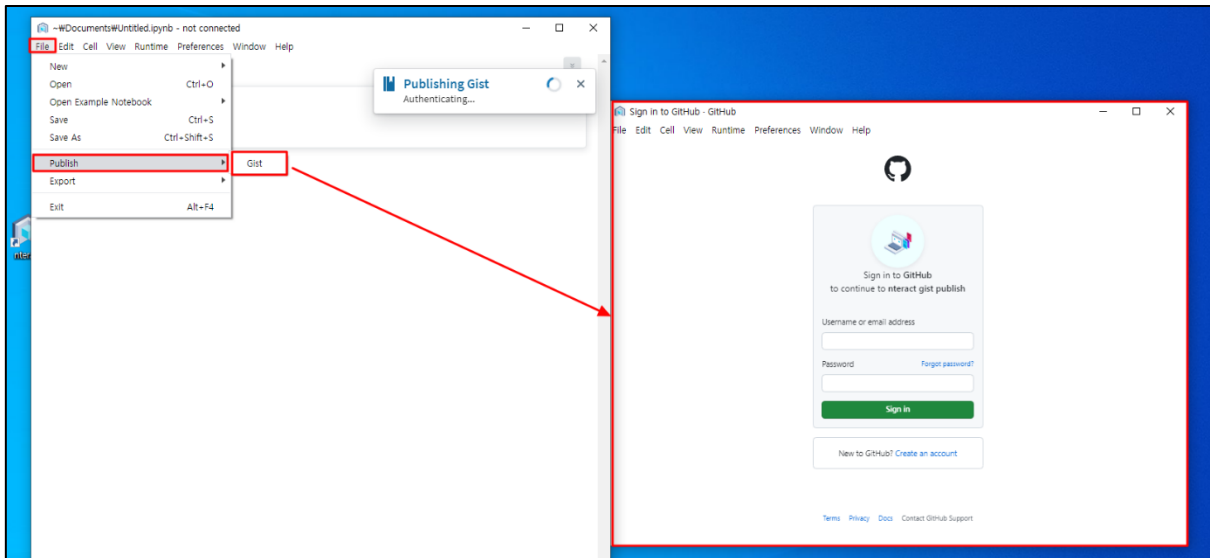 ~₩Documents₩Untitled.ipynb - not connected
File Edit Cell View Runtime Preferences Window Help
New
Open Ctrl+O
Open Example Notebook
Save Ctrl+S
Save As Ctrl+Shift+S
Publish
Gist
Export
Exit Alt+F4
Publishing Gist
Authenticating...
Sign in to GitHub - GitHub
File Edit Cell View Runtime Preferences Window Help
Sign in to GitHub
to continue to nteract gist publish
Username or email address
Password Forgot password?
Sign in
New to GitHub? Create an account
Terms Privacy Docs Contact GitHub Support